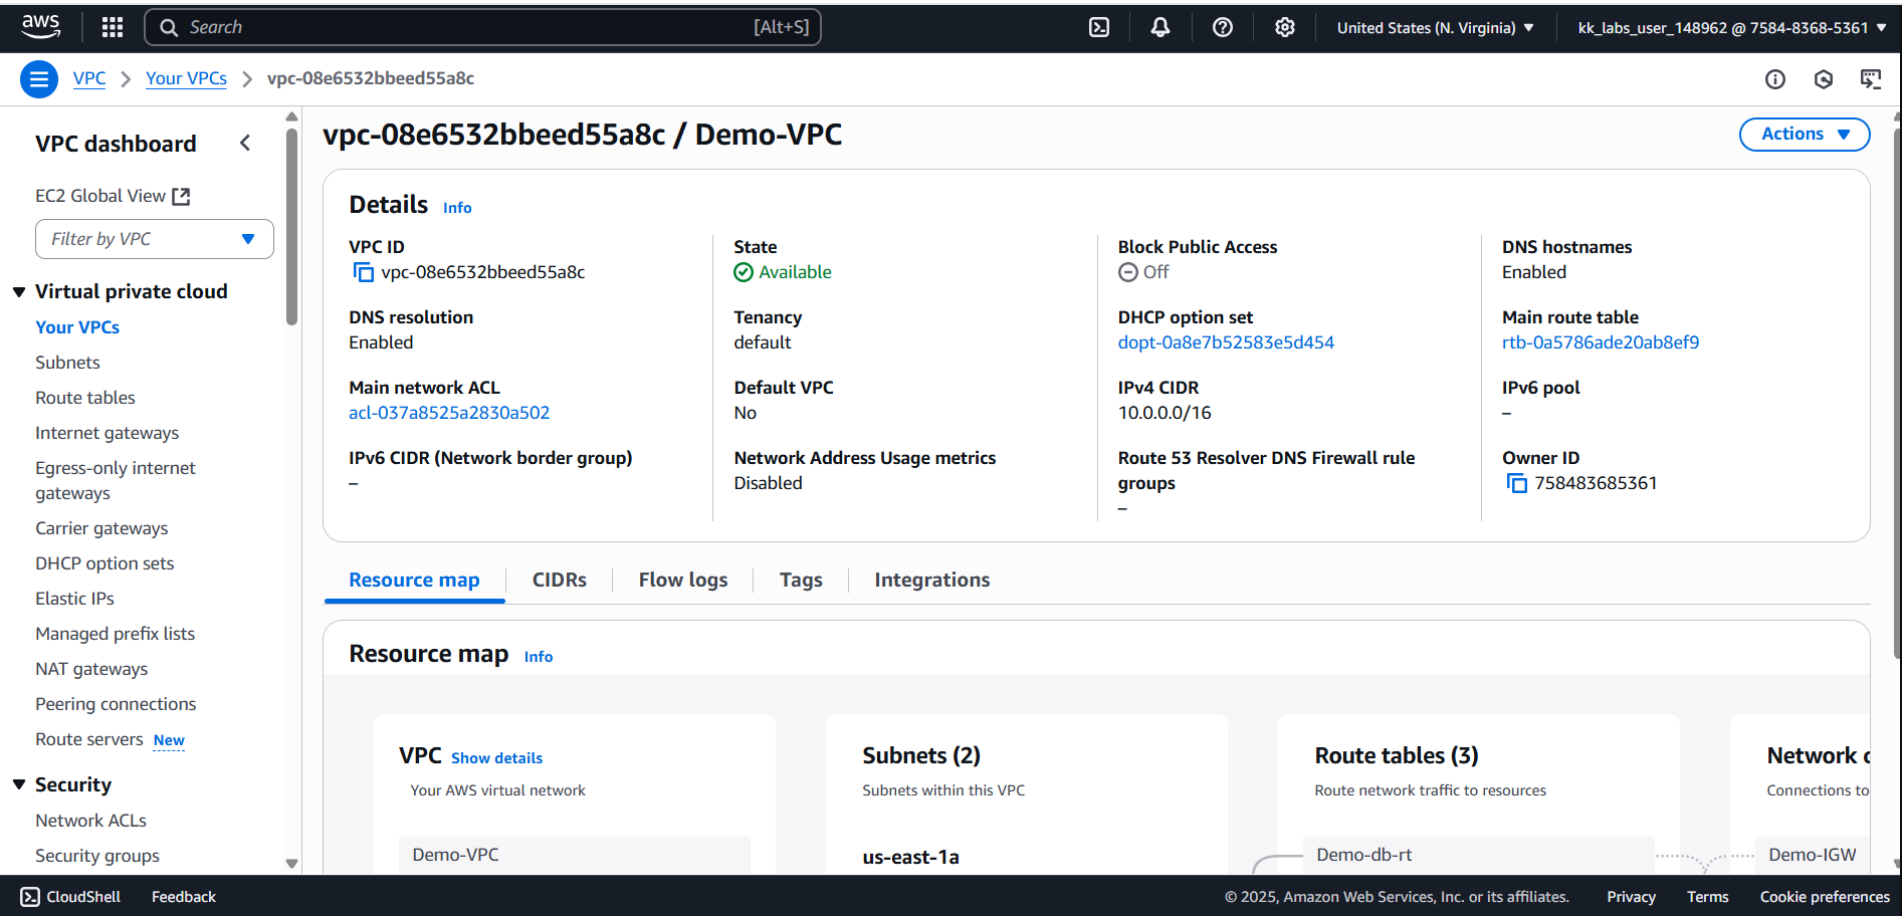 aws
Search [Alt+S]
United States (N. Virginia) kk_labs_user_148962 @ 7584-8368-5361
VPC Your VPCs vpc-08e6532bbeed55a8c
VPC dashboard
EC2 Global View
Filter by VPC
Virtual private cloud
Your VPCs
Subnets
Route tables
Internet gateways
Egress-only internet
gateways
Carrier gateways
DHCP option sets
Elastic IPs
Managed prefix lists
NAT gateways
Peering connections
Route servers New
Security
Network ACLs
Security groups
vpc-08e6532bbeed55a8c / Demo-VPC
Actions
Details Info
VPC ID
vpc-08e6532bbeed55a8c
State
Available
Block Public Access
Off
DNS hostnames
Enabled
DNS resolution
Enabled
Tenancy
default
DHCP option set
dopt-0a8e7b52583e5d454
Main route table
rtb-0a5786ade20ab8ef9
Main network ACL
acl-037a8525a2830a502
Default VPC
No
IPv4 CIDR
10.0.0.0/16
IPv6 pool
–
IPv6 CIDR (Network border group)
–
Network Address Usage metrics
Disabled
Route 53 Resolver DNS Firewall rule
groups
–
Owner ID
758483685361
Resource map CIDRs Flow logs Tags Integrations
Resource map Info
VPC Show details
Your AWS virtual network
Demo-VPC
Subnets (2)
Subnets within this VPC
us-east-1a
Route tables (3)
Route network traffic to resources
Demo-db-rt
Network
Connections to
Demo-IGW
CloudShell Feedback
© 2025, Amazon Web Services, Inc. or its affiliates. Privacy Terms Cookie preferences